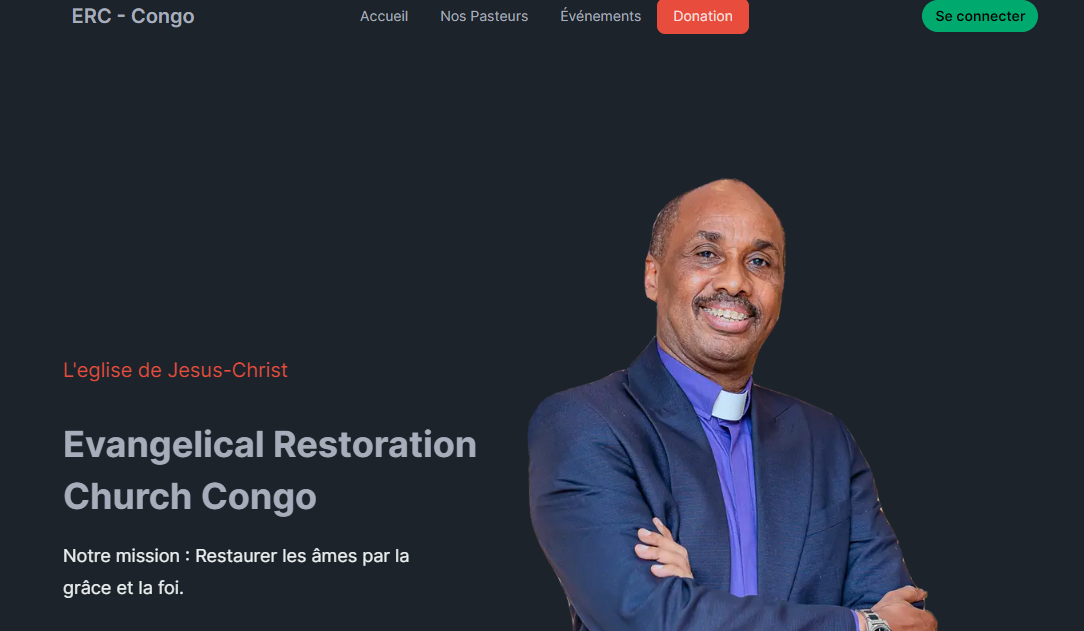 ERC - Congo
Accueil
Nos Pasteurs
Événements
Donation
Se connecter
L'eglise de Jesus-Christ
Evangelical Restoration
Church Congo
Notre mission : Restaurer les âmes par la
grâce et la foi.